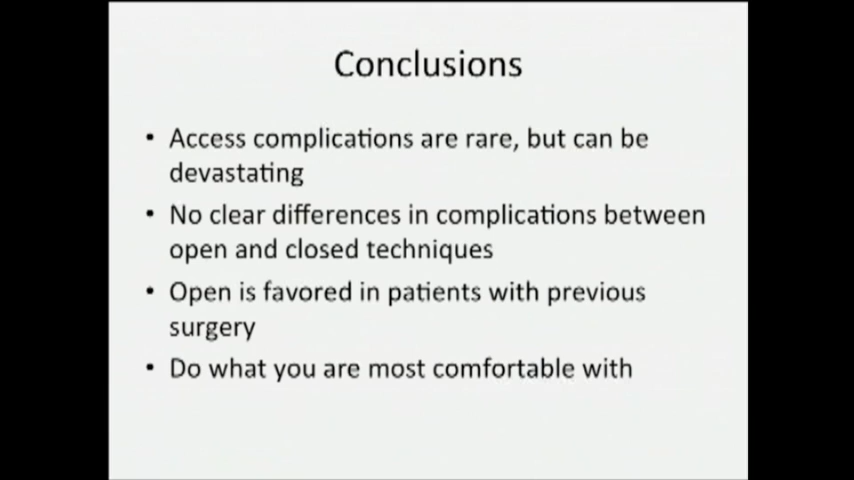 Conclusions
• Access complications are rare, but can be
devastating
• No clear differences in complications between
open and closed techniques
• Open is favored in patients with previous
surgery
• Do what you are most comfortable with